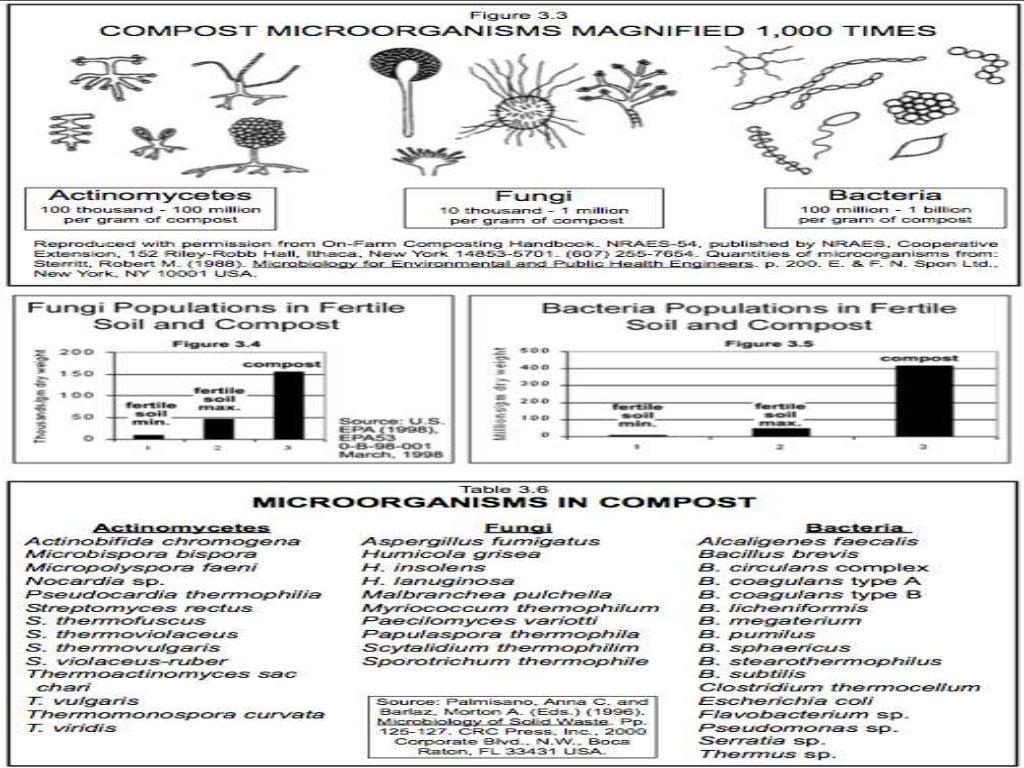 Figure 3.3
COMPOST MICROORGANISMS MAGNIFIED 1,000 TIMES
Actinomycetes
100 thousand - 100 million
per gram of compost
Fungi
10 thousand - 1 million
per gram of compost
Bacteria
100 million - 1 billion
per gram of compost
Reproduced with permission from On-Farm Composting Handbook. NRAES-54, published by NRAES, Cooperative
Extension, 152 Riley-Robb Hall, Ithaca, New York 14853-5701. (607) 255-7654. Quantities of microorganisms from:
Sterritt, Robert M. (1988). Microbiology for Environmental and Public Health Engineers. p. 200. E. & F. N. Spon Ltd.,
New York, NY 10001 USA.
Fungi Populations in Fertile
Soil and Compost
Figure 3.4
Thousands/gm dry weight
200
150
100
50
0
fertile
soil
min.
fertile
soil
max.
compost
1
2
3
Source: U.S.
EPA (1998).
EPA53
0-B-98-001
March, 1998
Bacteria Populations in Fertile
Soil and Compost
Figure 3.5
Millions/gm dry weight
500
400
300
200
100
0
fertile
soil
min.
fertile
soil
max.
compost
1
2
3
Table 3.6
MICROORGANISMS IN COMPOST
Actinomycetes
Actinobifida chromogena
Microbispora bispora
Micropolyspora faeni
Nocardia sp.
Pseudocardia thermophilia
Streptomyces rectus
S. thermofuscus
S. thermoviolaceus
S. thermovulgaris
S. violaceus-ruber
Thermoactinomyces sac
chari
T. vulgaris
Thermomonospora curvata
T. viridis
Fungi
Aspergillus fumigatus
Humicola grisea
H. insolens
H. lanuginosa
Malbranchea pulchella
Myriococcum themophilum
Paecilomyces variotti
Papulaspora thermophila
Scytalidium thermophilim
Sporotrichum thermophile
Source: Palmisano, Anna C. and
Barlaz, Morton A. (Eds.) (1996).
Microbiology of Solid Waste. Pp.
125-127. CRC Press, Inc., 2000
Corporate Blvd., N.W., Boca
Raton, FL 33431 USA.
Bacteria
Alcaligenes faecalis
Bacillus brevis
B. circulans complex
B. coagulans type A
B. coagulans type B
B. licheniformis
B. megaterium
B. pumilus
B. sphaericus
B. stearothermophilus
B. subtilis
Clostridium thermocellum
Escherichia coli
Flavobacterium sp.
Pseudomonas sp.
Serratia sp.
Thermus sp.